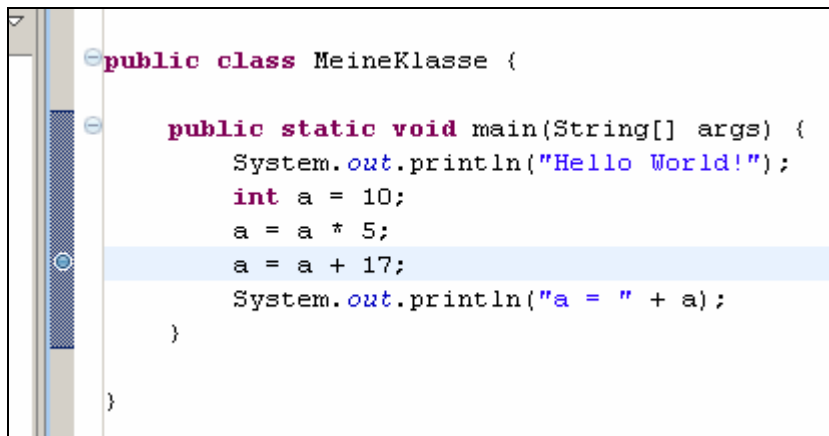 public class MeineKlasse {
public static void main(String[] args) {
System.out.println("Hello World!");
int a = 10;
a = a * 5;
a = a + 17;
System.out.println("a = " + a);
}
}